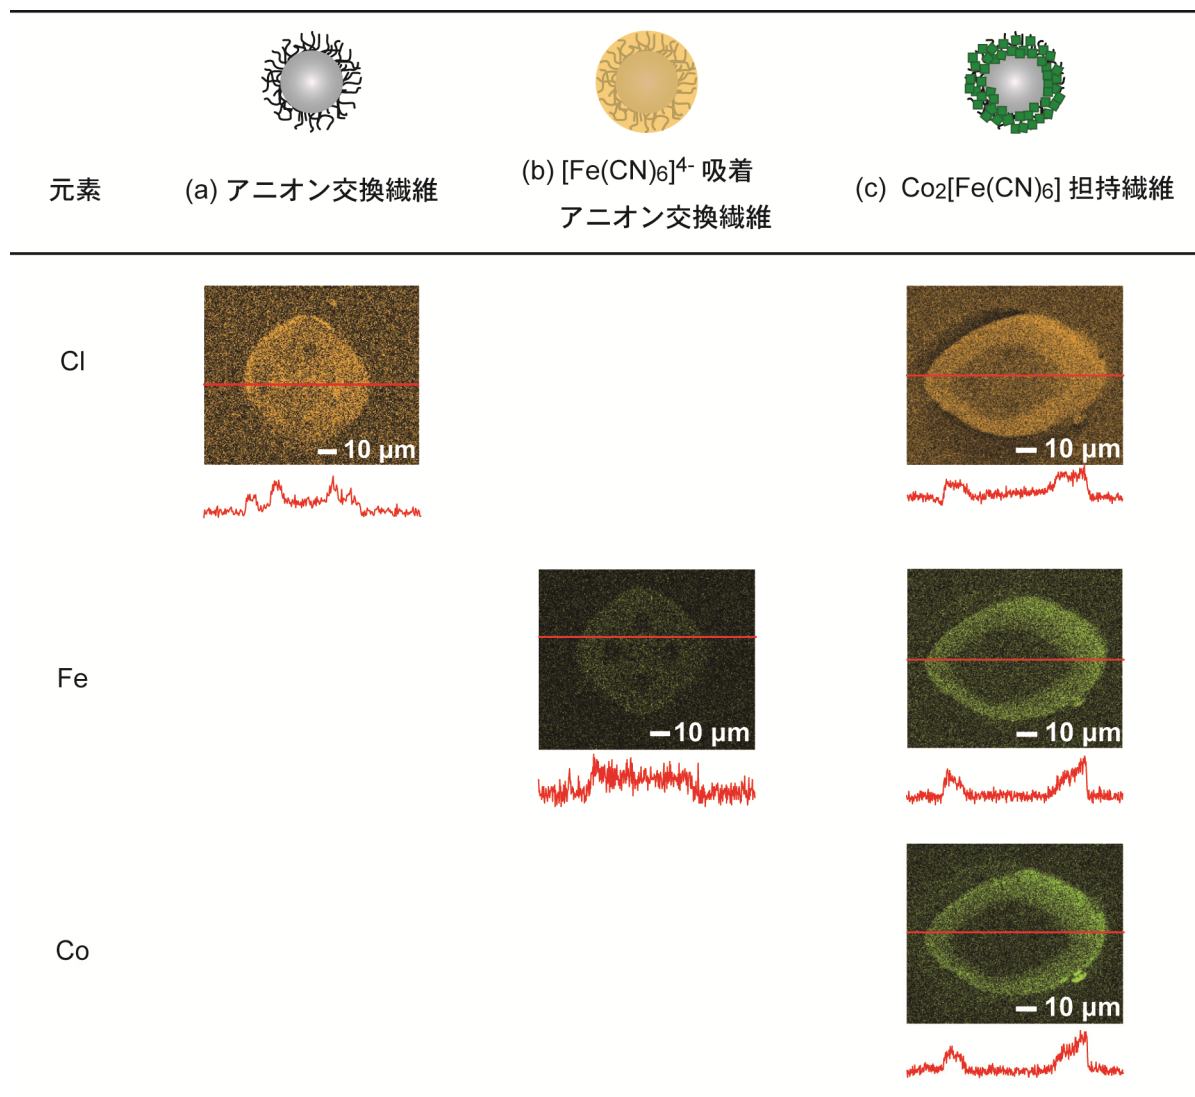 元素
(a) アニオン交換繊維
(b) [Fe(CN)6]4- 吸着
アニオン交換繊維
(c) Co2[Fe(CN)6] 担持繊維
Cl
10 μm
10 μm
Fe
10 μm
10 μm
Co
10 μm